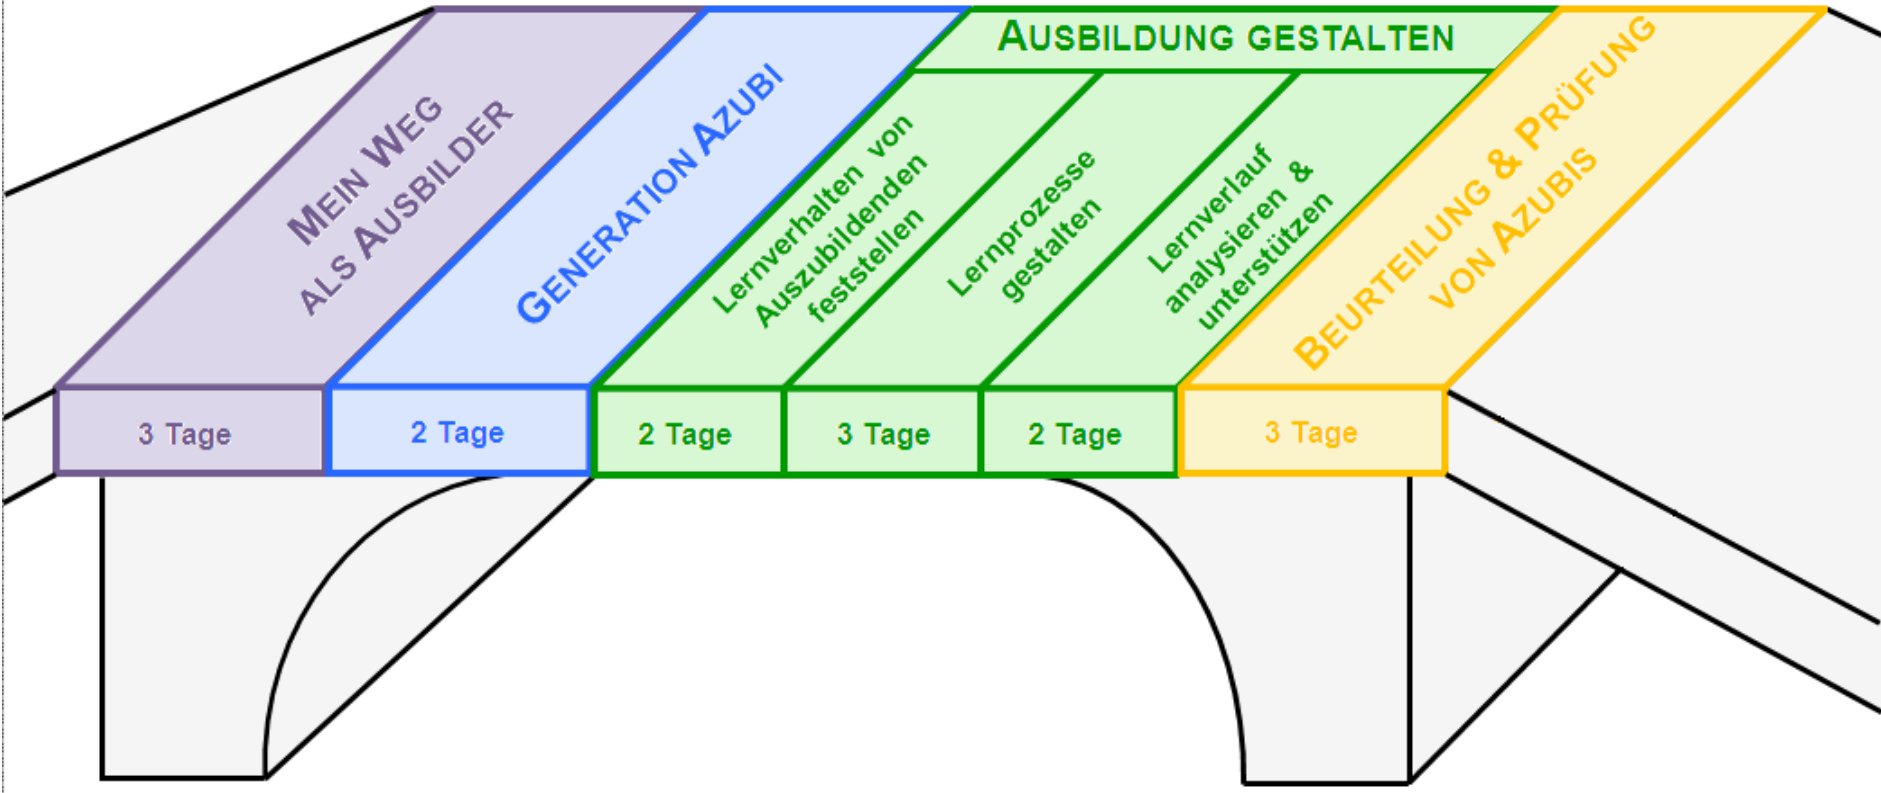 MEIN WEG
ALS AUSBILDER
GENERATION AZUBI
AUSBILDUNG GESTALTEN
Lernverhalten von
Auszubildenden
feststellen
Lernprozesse
gestalten
Lernverlauf
analysieren &
unterstützen
BEURTEILUNG & PRÜFUNG
VON AZUBIS
3 Tage
2 Tage
2 Tage
3 Tage
2 Tage
3 Tage